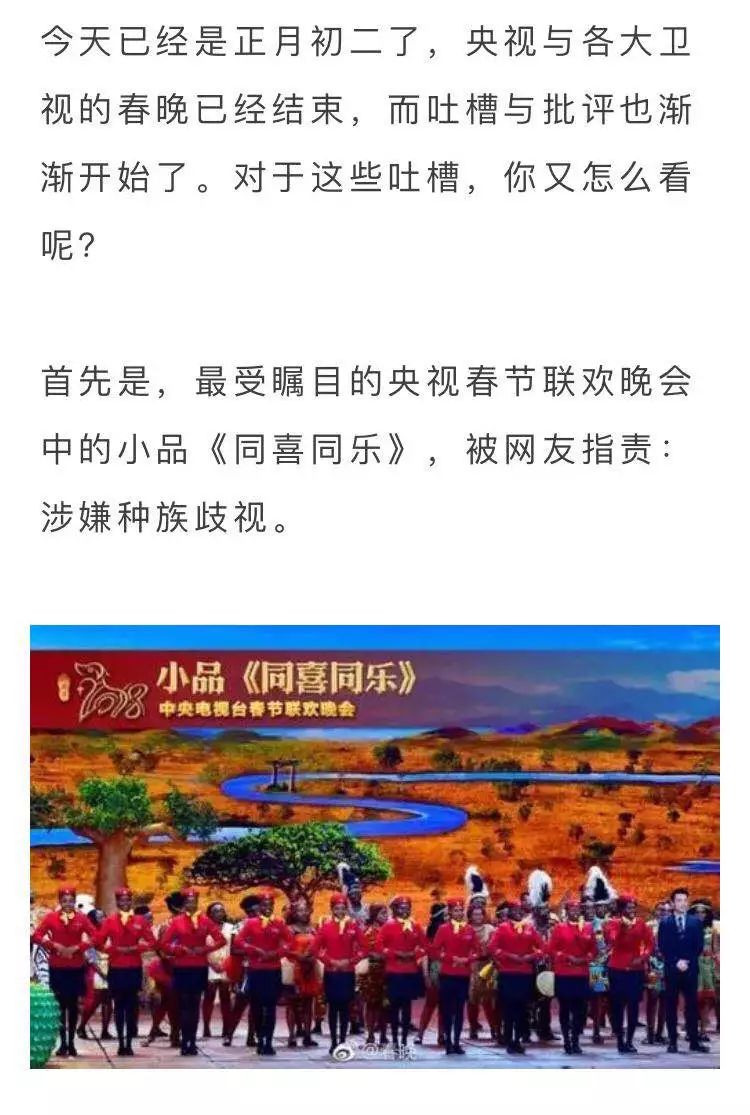 今天已经是正月初二了，央视与各大卫
视的春晚已经结束，而吐槽与批评也渐
渐开始了。对于这些吐槽，你又怎么看
呢？
首先是，最受瞩目的央视春节联欢晚会
中的小品《同喜同乐》，被网友指责：
涉嫌种族歧视。
2018
小品《同喜同乐》
中央电视台春节联欢晚会
@春晚